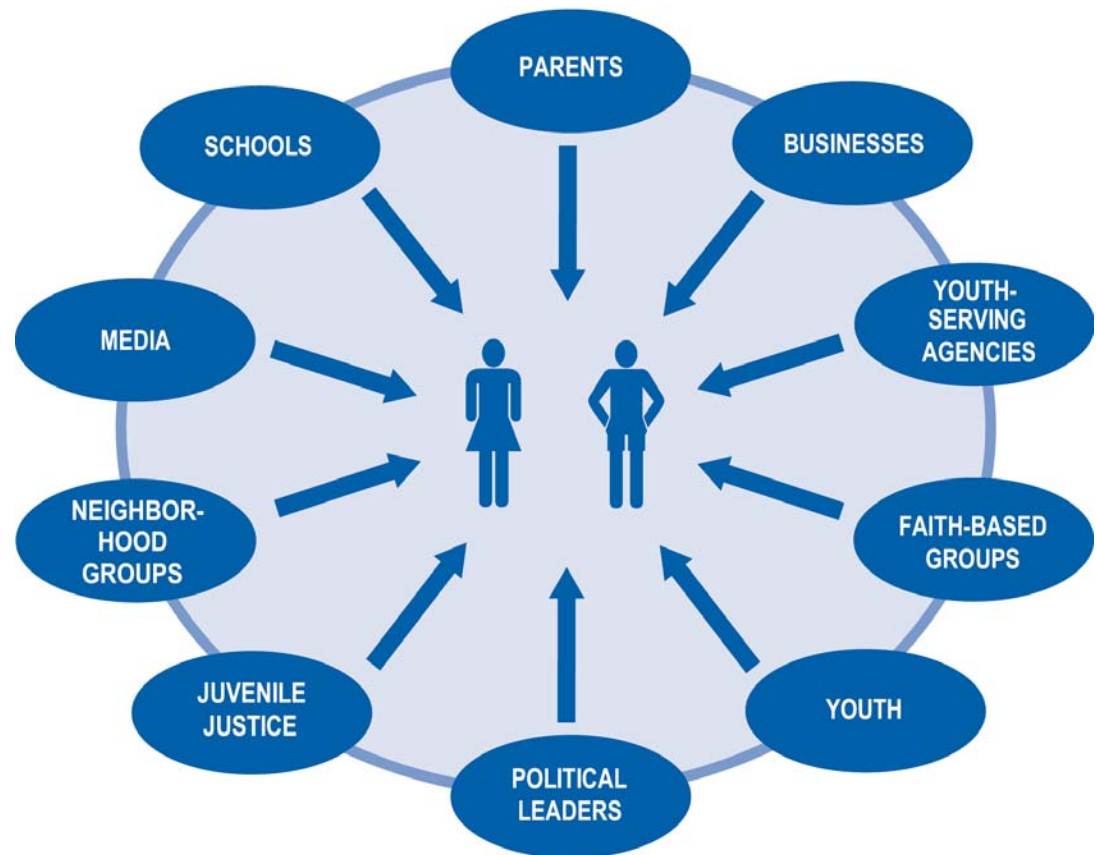 PARENTS
SCHOOLS
BUSINESSES
MEDIA
YOUTH-
SERVING
AGENCIES
NEIGHBOR-
HOOD
GROUPS
FAITH-BASED
GROUPS
JUVENILE
JUSTICE
YOUTH
POLITICAL
LEADERS